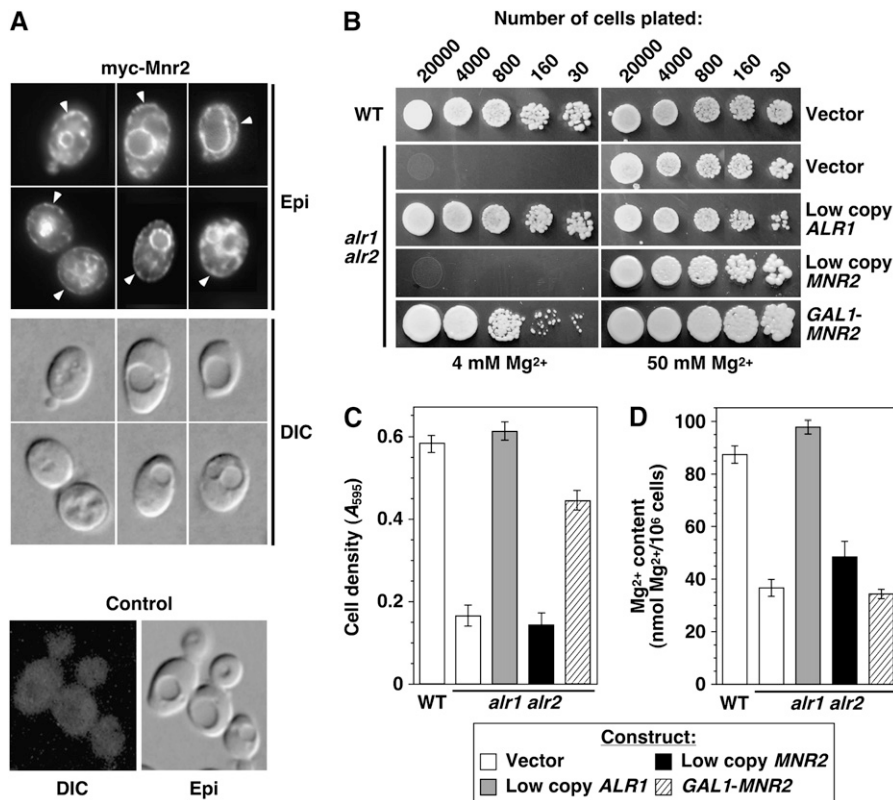 A
myc-Mnr2
Epi
DIC
Control
DIC Epi
B
Number of cells plated:
20000 4000 800 160 30 20000 4000 800 160 30
WT Vector
Vector
alr1 alr2
Low copy ALR1
Low copy MNR2
GAL1-MNR2
4 mM Mg²⁺ 50 mM Mg²⁺
C
Cell density (A₅₉₅)
0.6
0.4
0.2
0
WT alr1 alr2
D
Mg²⁺ content
(nmol Mg²⁺/10⁶ cells)
100
80
60
40
20
0
WT alr1 alr2
Construct:
Vector Low copy MNR2
Low copy ALR1 GAL1-MNR2